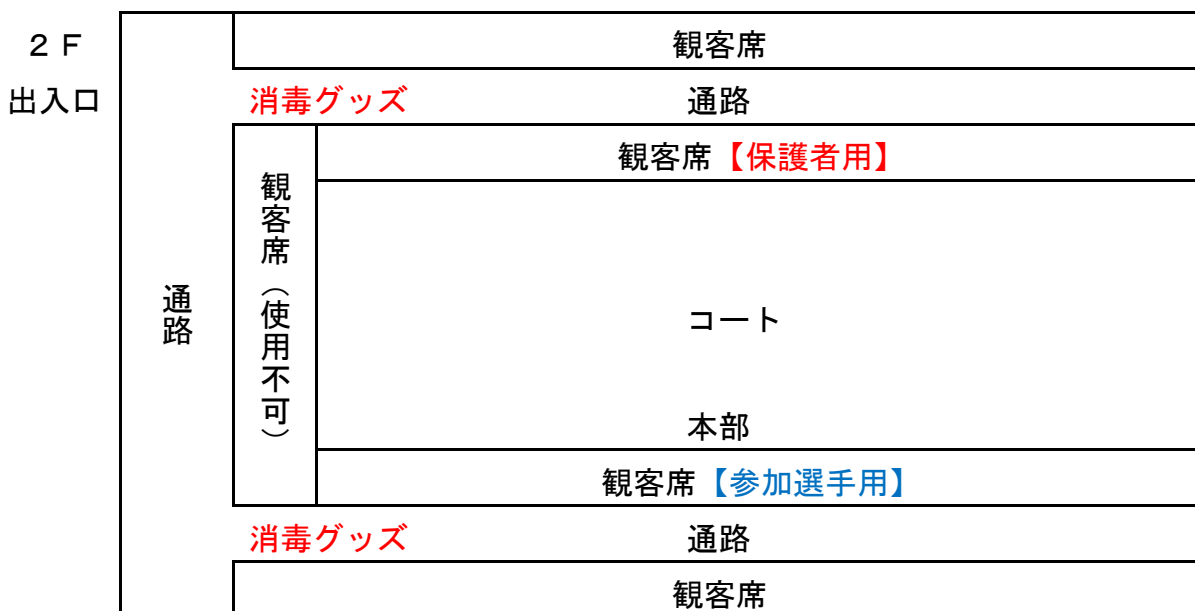 ２Ｆ
出入口
観客席
消毒グッズ
通路
観客席【保護者用】
観客席（使用不可）
通路
コート
本部
観客席【参加選手用】
消毒グッズ
通路
観客席